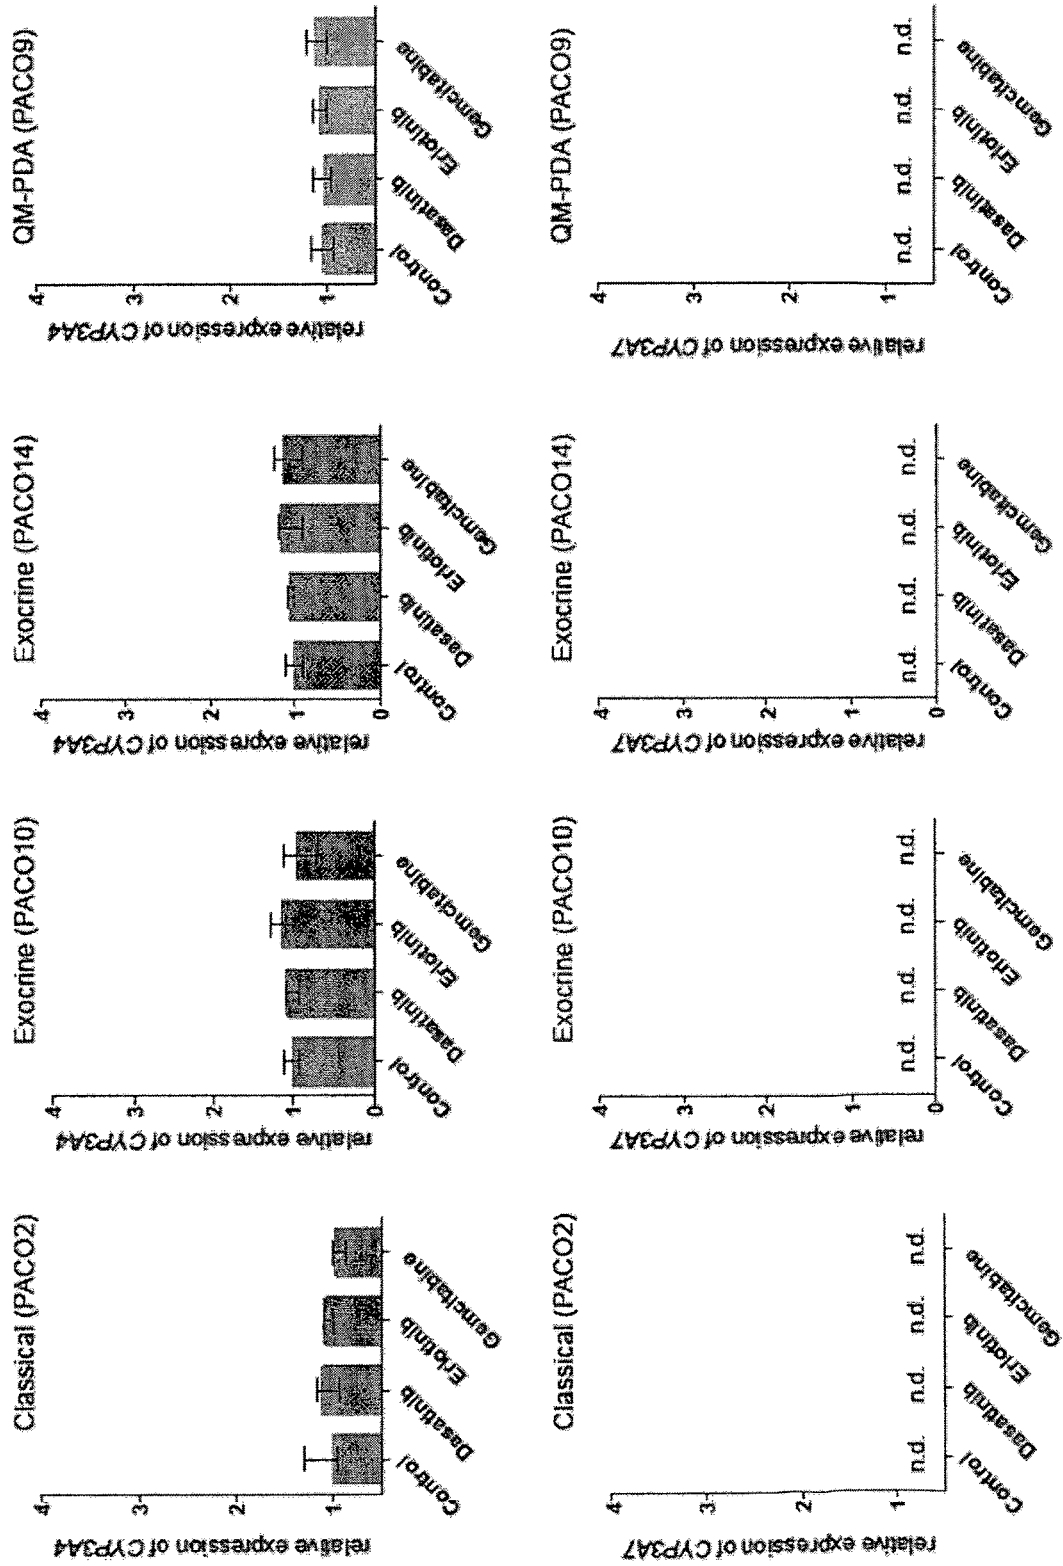 Classical (PACO2)
relative expression of CYP3A4
4
3
2
1
Control
Dasatinib
Erlotinib
Gemcitabine
Exocrine (PACO10)
relative expression of CYP3A4
4
3
2
1
0
Control
Dasatinib
Erlotinib
Gemcitabine
Exocrine (PACO14)
relative expression of CYP3A4
4
3
2
1
0
Control
Dasatinib
Erlotinib
Gemcitabine
QM-PDA (PACO9)
relative expression of CYP3A4
4
3
2
1
Control
Dasatinib
Erlotinib
Gemcitabine
Classical (PACO2)
relative expression of CYP3A7
4
3
2
1
n.d. n.d. n.d. n.d.
Control
Dasatinib
Erlotinib
Gemcitabine
Exocrine (PACO10)
relative expression of CYP3A7
4
3
2
1
0
n.d. n.d. n.d. n.d.
Control
Dasatinib
Erlotinib
Gemcitabine
Exocrine (PACO14)
relative expression of CYP3A7
4
3
2
1
0
n.d. n.d. n.d. n.d.
Control
Dasatinib
Erlotinib
Gemcitabine
QM-PDA (PACO9)
relative expression of CYP3A7
4
3
2
1
n.d. n.d. n.d. n.d.
Control
Dasatinib
Erlotinib
Gemcitabine